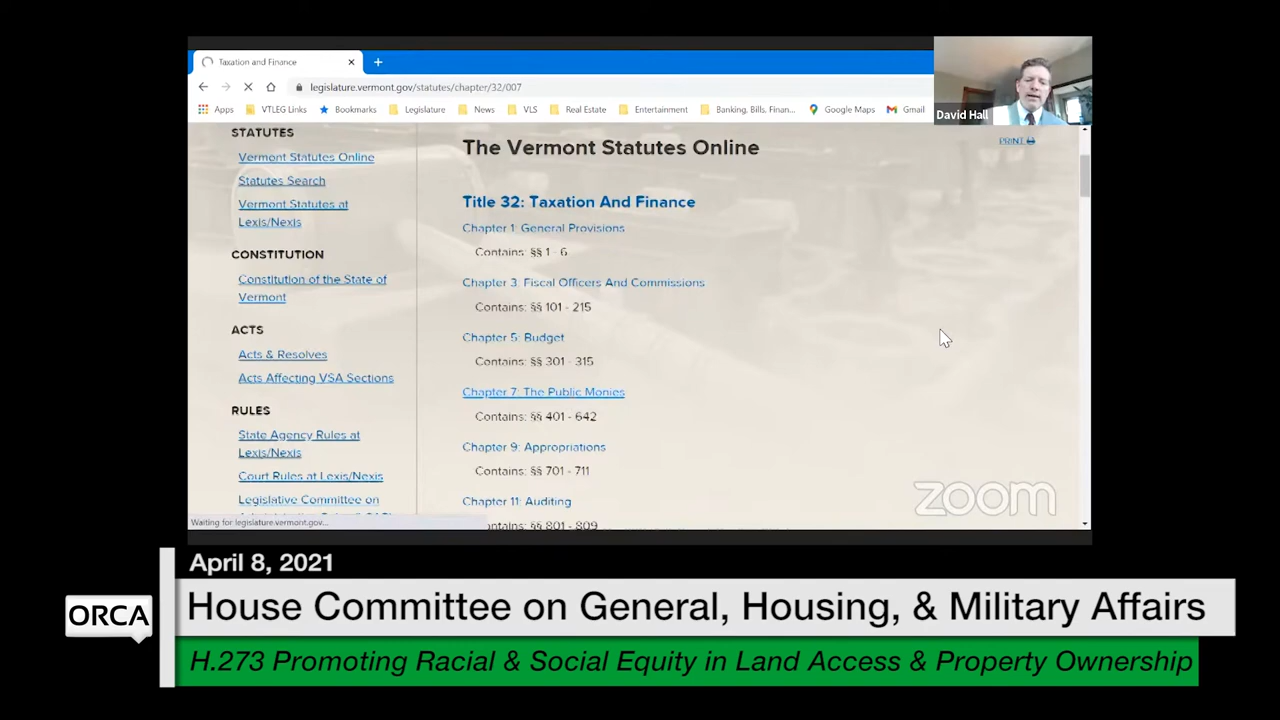 Taxation and Finance
legislature.vermont.gov/statutes/chapter/32/007
Apps VTLEG Links Bookmarks Legislature News VLS Real Estate Entertainment Banking, Bills, Finan... Google Maps Gmail
David Hall
STATUTES
Vermont Statutes Online
Statutes Search
Vermont Statutes at
Lexis/Nexis
CONSTITUTION
Constitution of the State of
Vermont
ACTS
Acts & Resolves
Acts Affecting VSA Sections
RULES
State Agency Rules at
Lexis/Nexis
Court Rules at Lexis/Nexis
Legislative Committee on
Waiting for legislature.vermont.gov...
The Vermont Statutes Online
PRINT
Title 32: Taxation And Finance
Chapter 1: General Provisions
Contains: §§ 1 - 6
Chapter 3: Fiscal Officers And Commissions
Contains: §§ 101 - 215
Chapter 5: Budget
Contains: §§ 301 - 315
Chapter 7: The Public Monies
Contains: §§ 401 - 642
Chapter 9: Appropriations
Contains: §§ 701 - 711
Chapter 11: Auditing
ontains: §§ 801 - 809
zoom
April 8, 2021
ORCA
House Committee on General, Housing, & Military Affairs
H.273 Promoting Racial & Social Equity in Land Access & Property Ownership